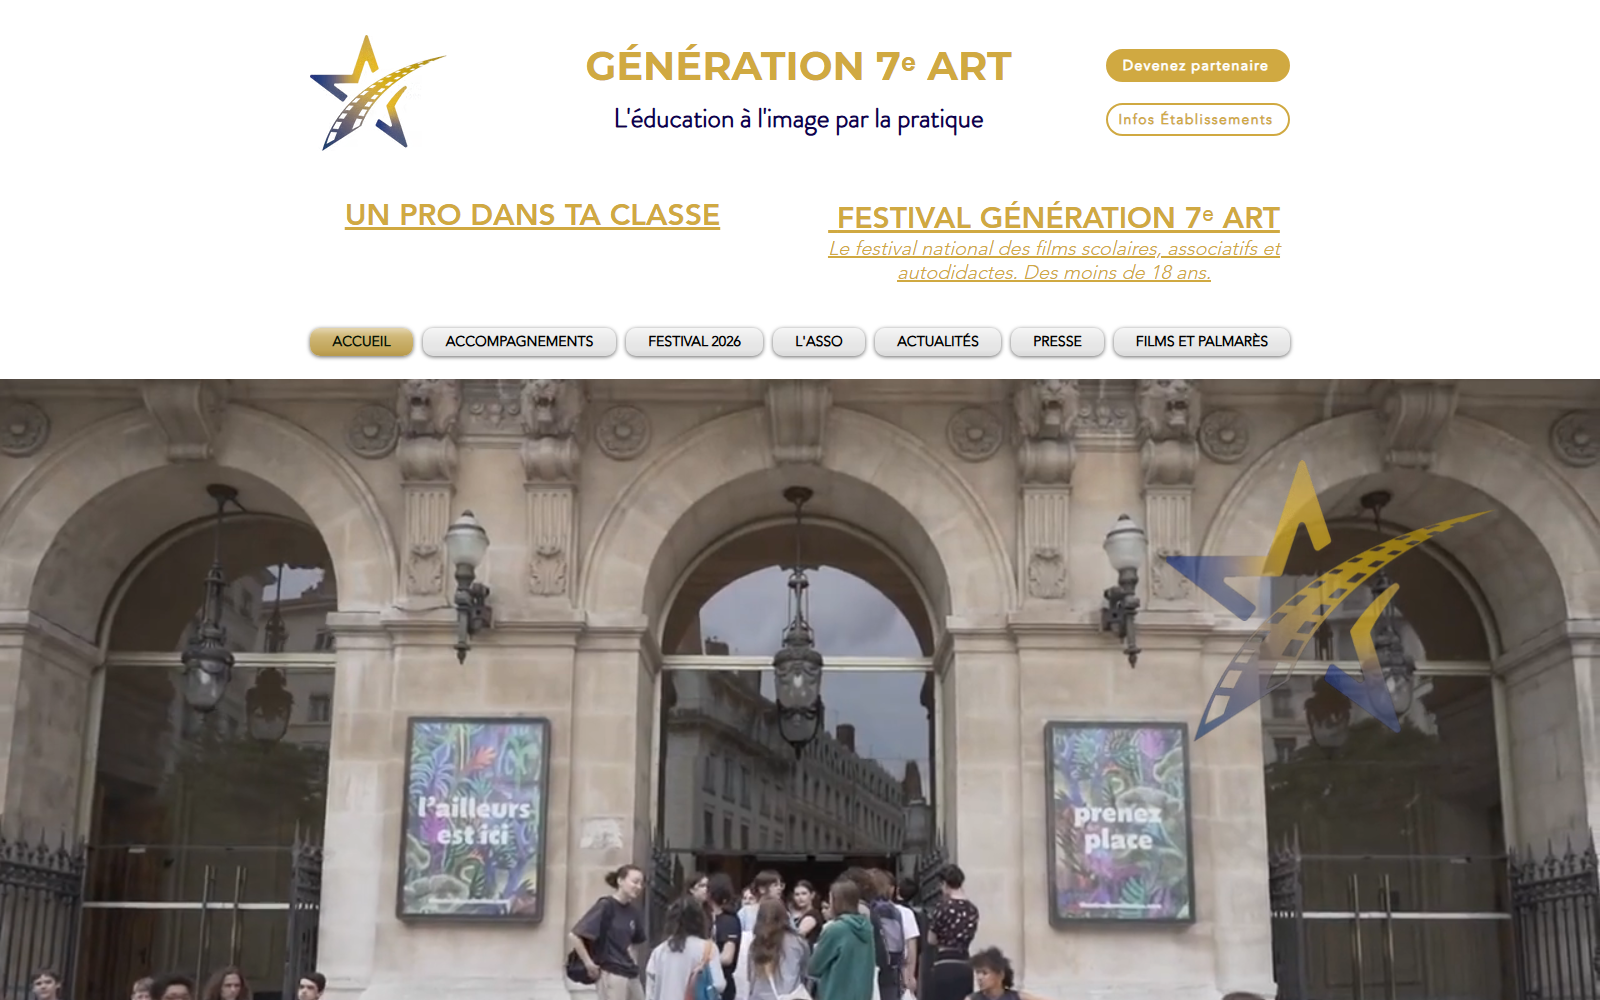 GÉNÉRATION 7e ART
L'éducation à l'image par la pratique
Devenez partenaire
Infos Établissements
UN PRO DANS TA CLASSE
FESTIVAL GÉNÉRATION 7e ART
Le festival national des films scolaires, associatifs et
autodidactes. Des moins de 18 ans.
ACCUEIL
ACCOMPAGNEMENTS
FESTIVAL 2026
L'ASSO
ACTUALITÉS
PRESSE
FILMS ET PALMARÈS
l'ailleurs
est ici
prenez
place